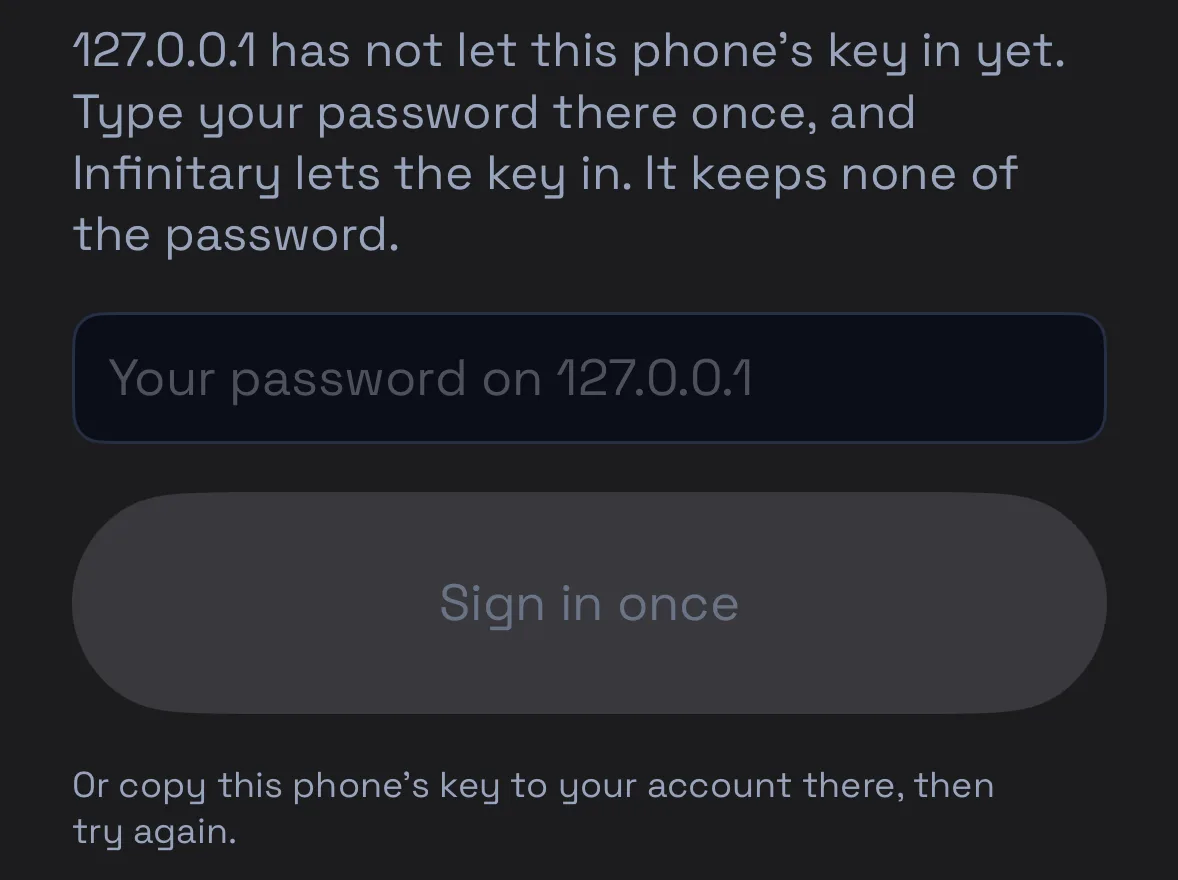 127.0.0.1 has not let this phone’s key in yet.
Type your password there once, and
Infinitary lets the key in. It keeps none of
the password.
Your password on 127.0.0.1
Sign in once
Or copy this phone’s key to your account there, then
try again.